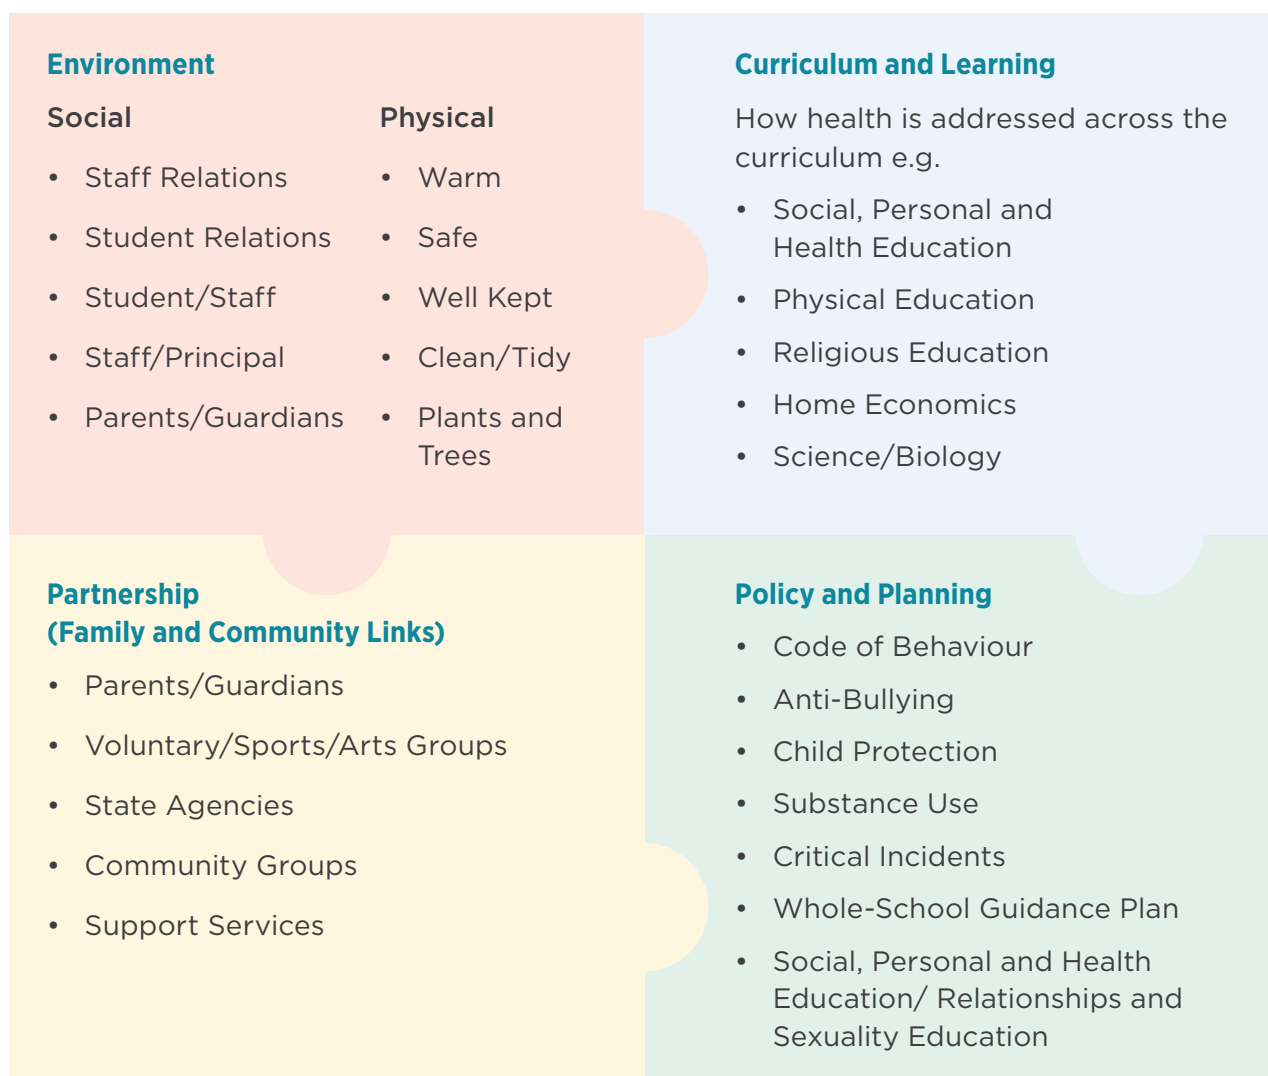 Environment
Social
• Staff Relations
• Student Relations
• Student/Staff
• Staff/Principal
• Parents/Guardians
Physical
• Warm
• Safe
• Well Kept
• Clean/Tidy
• Plants and
Trees
Curriculum and Learning
How health is addressed across the
curriculum e.g.
• Social, Personal and
Health Education
• Physical Education
• Religious Education
• Home Economics
• Science/Biology
Partnership
(Family and Community Links)
• Parents/Guardians
• Voluntary/Sports/Arts Groups
• State Agencies
• Community Groups
• Support Services
Policy and Planning
• Code of Behaviour
• Anti-Bullying
• Child Protection
• Substance Use
• Critical Incidents
• Whole-School Guidance Plan
• Social, Personal and Health
Education/ Relationships and
Sexuality Education